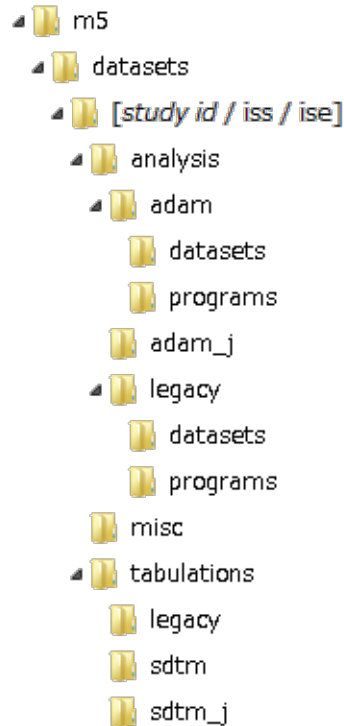 m5
datasets
[study id / iss / ise]
analysis
adam
datasets
programs
adam_j
legacy
datasets
programs
misc
tabulations
legacy
sdtm
sdtm_j